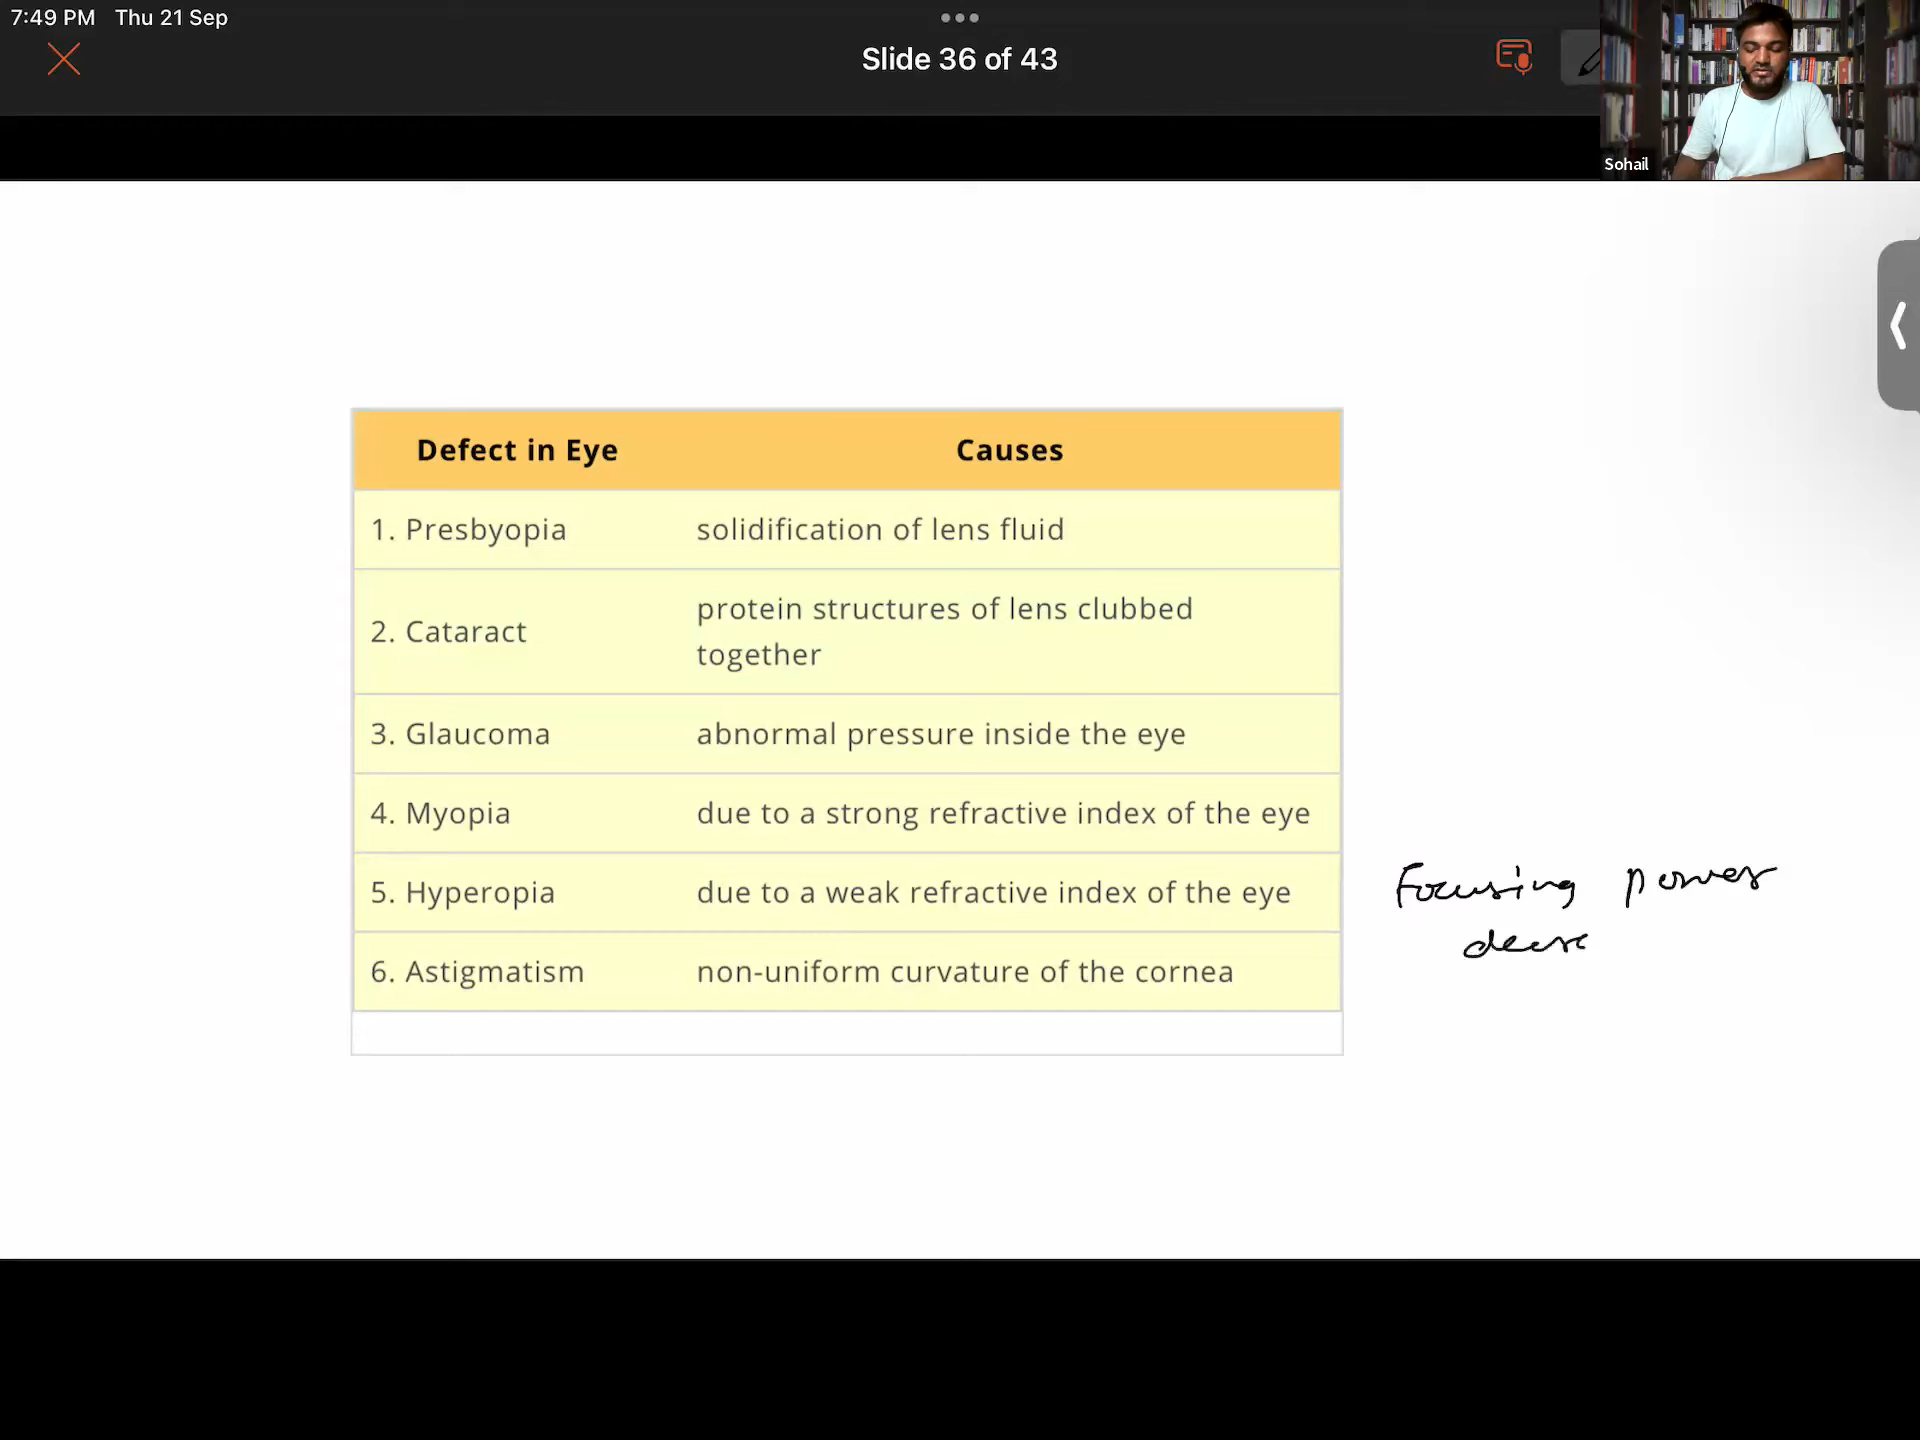 7:49 PM Thu 21 Sep
Slide 36 of 43
Sohail
Defect in Eye Causes
1. Presbyopia solidification of lens fluid
2. Cataract protein structures of lens clubbed
together
3. Glaucoma abnormal pressure inside the eye
4. Myopia due to a strong refractive index of the eye
5. Hyperopia due to a weak refractive index of the eye
Focusing power
6. Astigmatism non-uniform curvature of the cornea